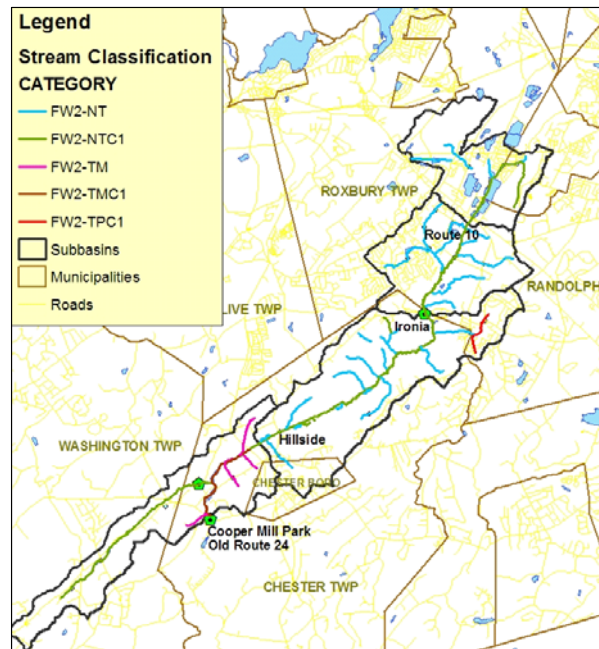 Legend
Stream Classification
CATEGORY
FW2-NT
FW2-NTC1
FW2-TM
FW2-TMC1
FW2-TPC1
Subbasins
Municipalities
Roads
ROXBURY TWP
Route 10
RANDOLPH
LIVE TWP
Ironia
WASHINGTON TWP
Hillside
CHESTER BORO
Cooper Mill Park
Old Route 24
CHESTER TWP